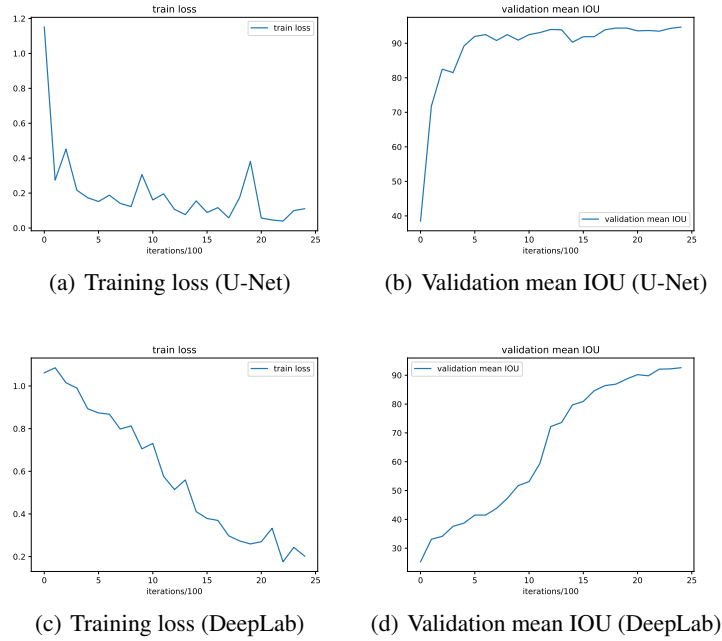 train loss
train loss
1.2
1.0
0.8
0.6
0.4
0.2
0.0
0 5 10 15 20 25
iterations/100
(a) Training loss (U-Net)
validation mean IOU
90
80
70
60
50
40
validation mean IOU
0 5 10 15 20 25
iterations/100
(b) Validation mean IOU (U-Net)
train loss
train loss
1.0
0.8
0.6
0.4
0.2
0 5 10 15 20 25
iterations/100
(c) Training loss (DeepLab)
validation mean IOU
validation mean IOU
90
80
70
60
50
40
30
0 5 10 15 20 25
iterations/100
(d) Validation mean IOU (DeepLab)